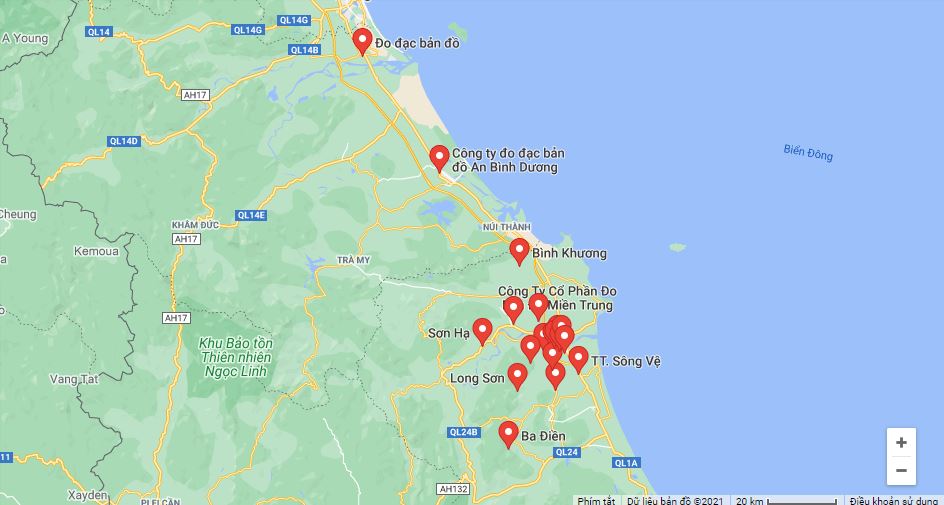 QL14G
QL14
QL14G
A Young
QL14B
Đo đạc bản đồ
AH17
QL14D
Công ty đo đạc bản
đồ An Bình Dương
Biển Đông
Cheung
QL14E
KHÂM ĐỨC
NÚI THÀNH
AH17
Kemoua
Bình Khương
TRÀ MY
Công Ty Cổ Phần Đo
Miền Trung
AH17
Sơn Hạ
Khu Bảo tồn
Thiên nhiên
Ngọc Linh
TT. Sông Vệ
Vang Tat
Long Sơn
QL24B
Ba Điền
QL24
11
QL1A
AH132
Xayden
PLEI CẦN
Phím tắt
Dữ liệu bản đồ ©2021
20 km
Điều khoản sử dụng